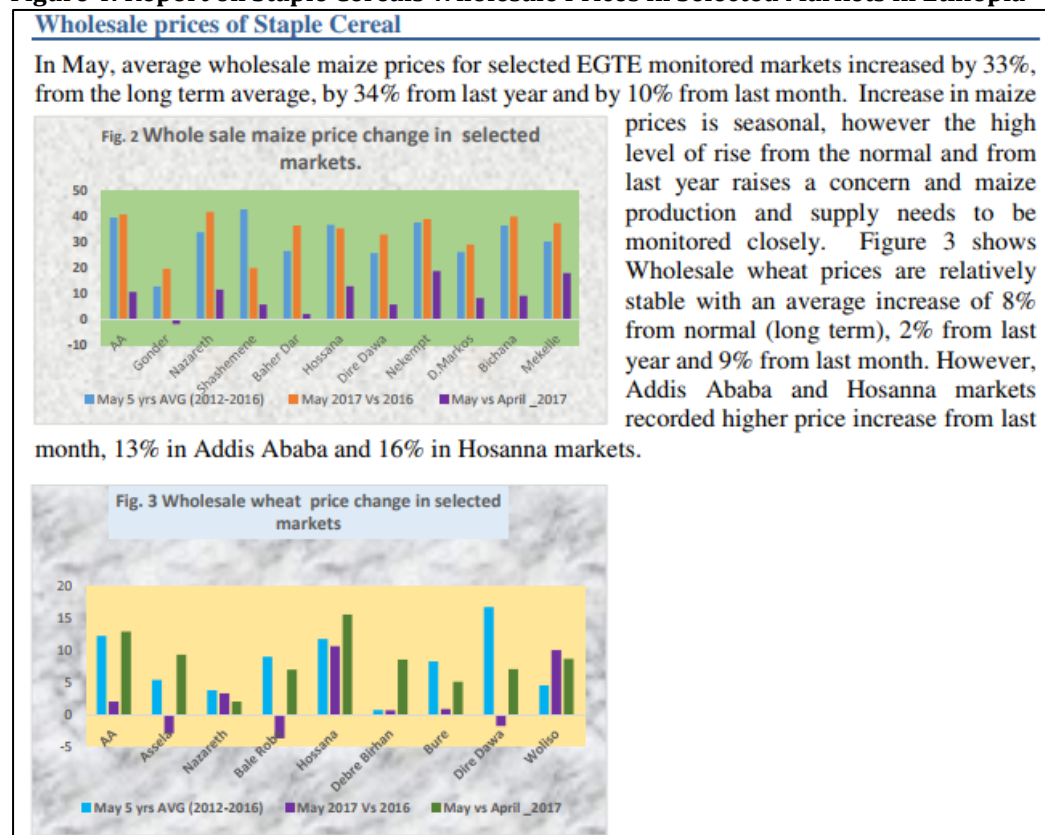 Wholesale prices of Staple Cereal
In May, average wholesale maize prices for selected EGTE monitored markets increased by 33%,
from the long term average, by 34% from last year and by 10% from last month. Increase in maize
prices is seasonal, however the high
level of rise from the normal and from
last year raises a concern and maize
production and supply needs to be
monitored closely. Figure 3 shows
Wholesale wheat prices are relatively
stable with an average increase of 8%
from normal (long term), 2% from last
year and 9% from last month. However,
Addis Ababa and Hosanna markets
recorded higher price increase from last
month, 13% in Addis Ababa and 16% in Hosanna markets.
Fig. 2 Whole sale maize price change in selected
markets.
50
40
30
20
10
0
-10
AA
Gonder
Nazareth
Shashemene
Baher Dar
Hossana
Dire Dawa
Nekempt
D.Markos
Bichana
Mekelle
May 5 yrs AVG (2012-2016) May 2017 Vs 2016 May vs April _2017
Fig. 3 Wholesale wheat price change in selected
markets
20
15
10
5
0
-5
AA
Assela
Nazareth
Bale Robe
Hossana
Debre Birhan
Bure
Dire Dawa
Woliso
May 5 yrs AVG (2012-2016) May 2017 Vs 2016 May vs April _2017